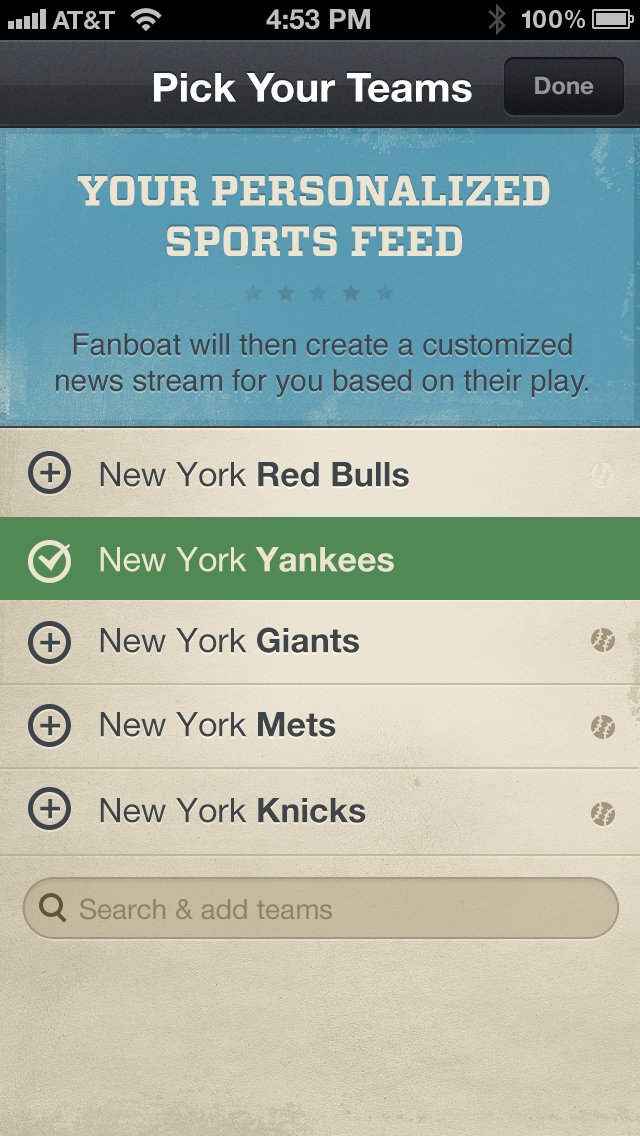 AT&T 4:53 PM 100%
Pick Your Teams Done
YOUR PERSONALIZED
SPORTS FEED
Fanboat will then create a customized
news stream for you based on their play.
New York Red Bulls
New York Yankees
New York Giants
New York Mets
New York Knicks
Search & add teams